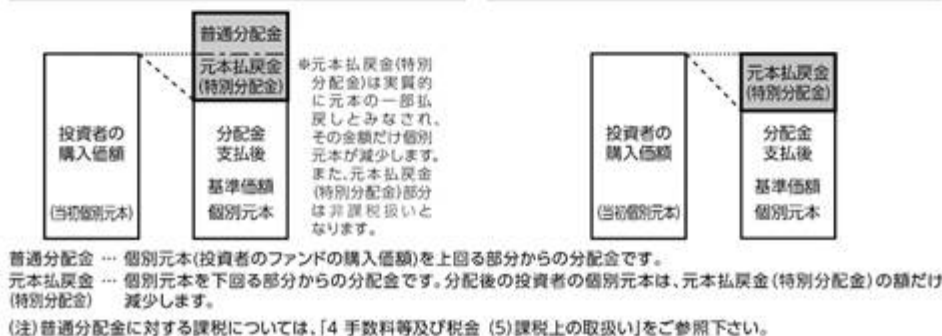 普通分配金
元本払戻金
(特別分配金)
投資者の
購入価額
(当初個別元本)
分配金
支払後
基準価額
個別元本
※元本払戻金(特別
分配金)は実質的
に元本の一部払
戻しとみなされ、
その金額だけ個別
元本が減少します。
また、元本払戻金
(特別分配金)部分
は非課税扱いと
なります。
元本払戻金
(特別分配金)
投資者の
購入価額
(当初個別元本)
分配金
支払後
基準価額
個別元本
普通分配金 … 個別元本(投資者のファンドの購入価額)を上回る部分からの分配金です。
元本払戻金 … 個別元本を下回る部分からの分配金です。分配後の投資者の個別元本は、元本払戻金(特別分配金)の額だけ
(特別分配金) 減少します。
(注)普通分配金に対する課税については、「4 手数料等及び税金 (5)課税上の取扱い」をご参照下さい。